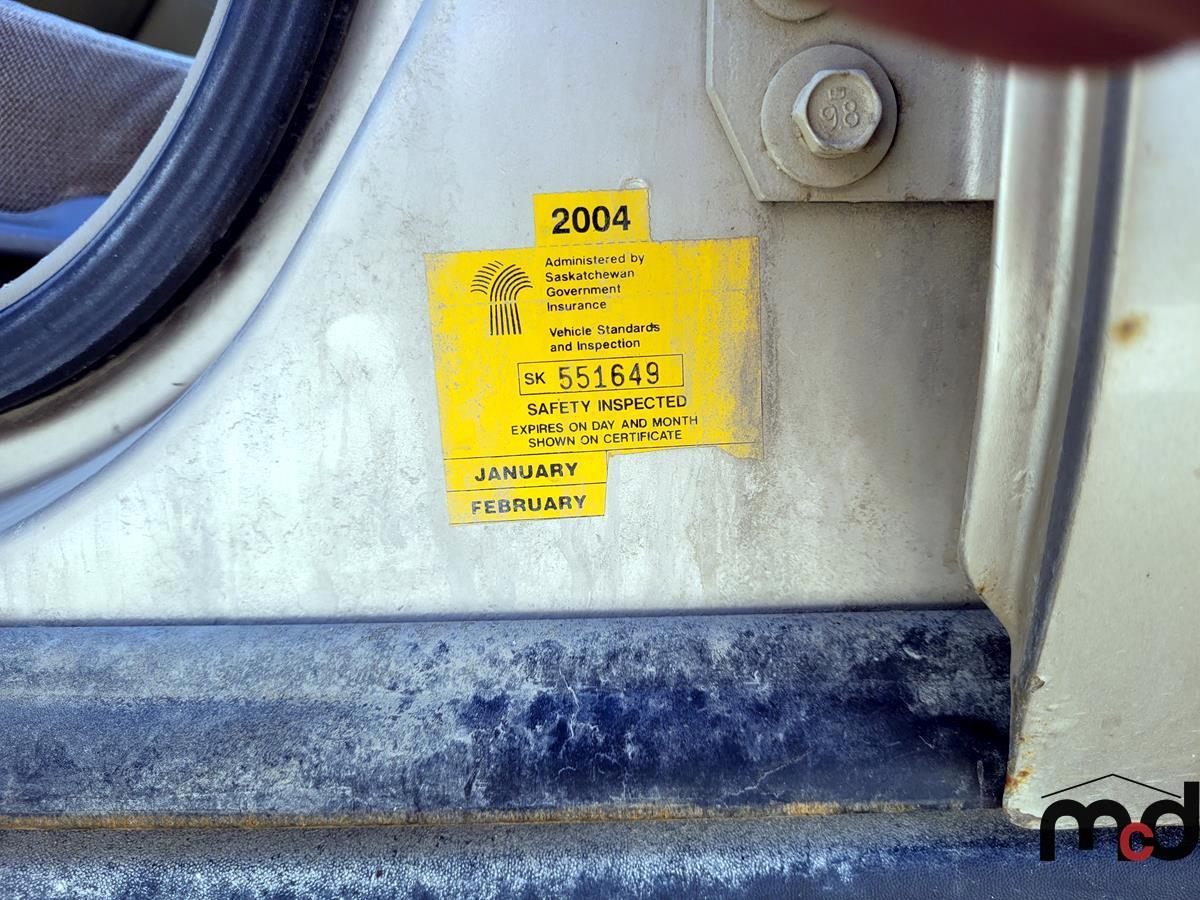 98
2004
Administered by
Saskatchewan
Government
Insurance
Vehicle Standards
and Inspection
SK 551649
SAFETY INSPECTED
EXPIRES ON DAY AND MONTH
SHOWN ON CERTIFICATE
JANUARY
FEBRUARY
mcd